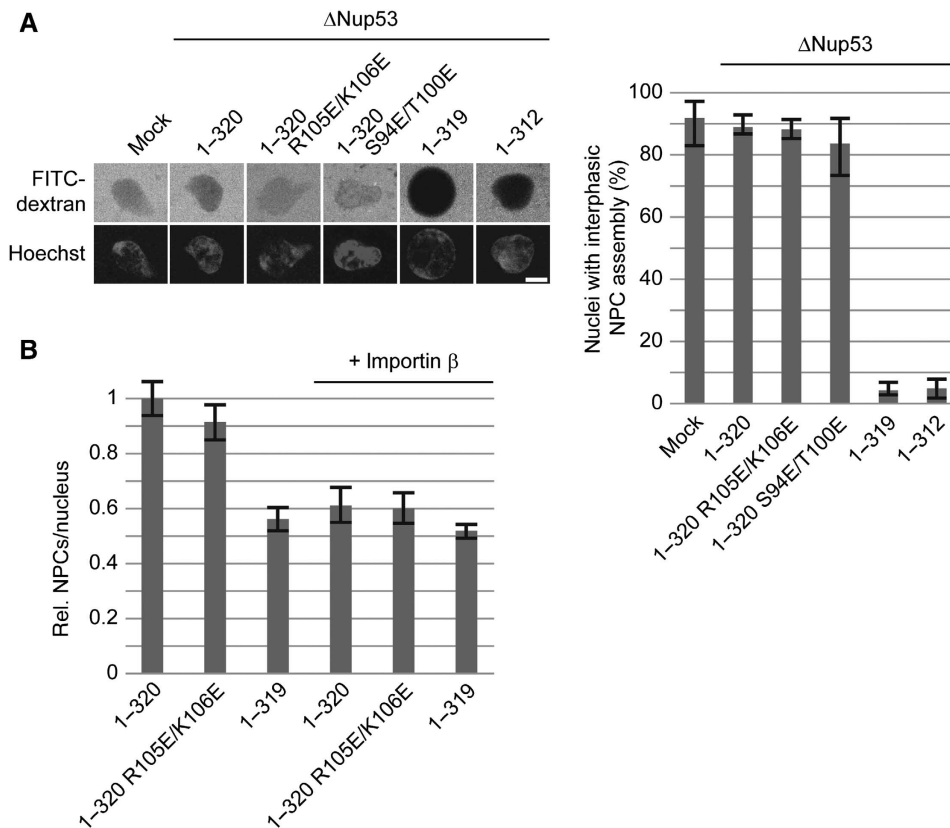 A
ΔNup53
Mock
1–320
1–320
R105E/K106E
1–320
S94E/T100E
1–319
1–312
FITC-
dextran
Hoechst
ΔNup53
Nuclei with interphasic
NPC assembly (%)
100
80
60
40
20
0
Mock
1–320
1–320 R105E/K106E
1–320 S94E/T100E
1–319
1–312
B
+ Importin β
Rel. NPCs/nucleus
1
0.8
0.6
0.4
0.2
0
1–320
1–320 R105E/K106E
1–319
1–320
1–320 R105E/K106E
1–319